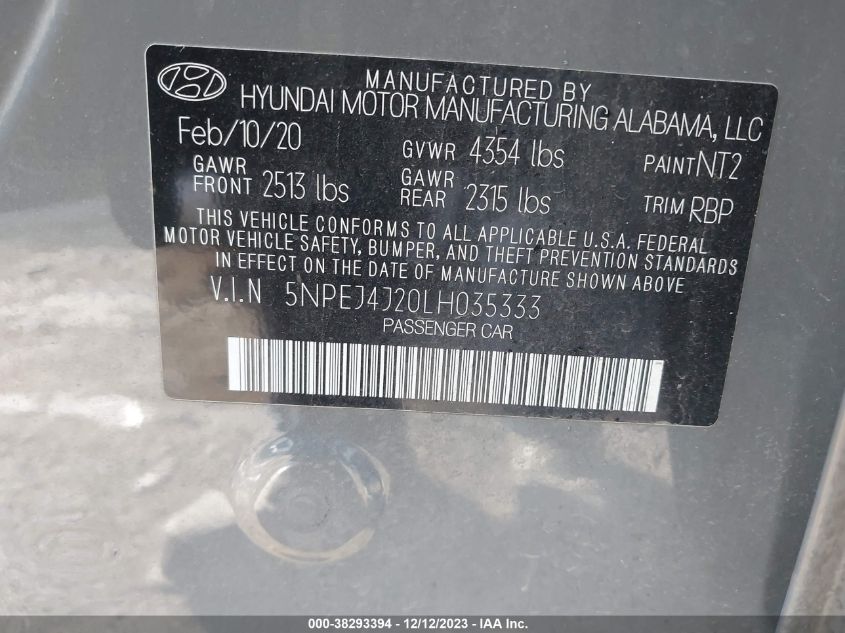 MANUFACTURED BY
HYUNDAI MOTOR MANUFACTURING ALABAMA, LLC
Feb/10/20 GVWR 4354 lbs PAINT NT2
GAWR FRONT 2513 lbs GAWR REAR 2315 lbs TRIM RBP
THIS VEHICLE CONFORMS TO ALL APPLICABLE U.S.A. FEDERAL
MOTOR VEHICLE SAFETY, BUMPER, AND THEFT PREVENTION STANDARDS
IN EFFECT ON THE DATE OF MANUFACTURE SHOWN ABOVE
V.I.N 5NPEJ4J20LH035333
PASSENGER CAR
000-38293394 - 12/12/2023 - IAA Inc.